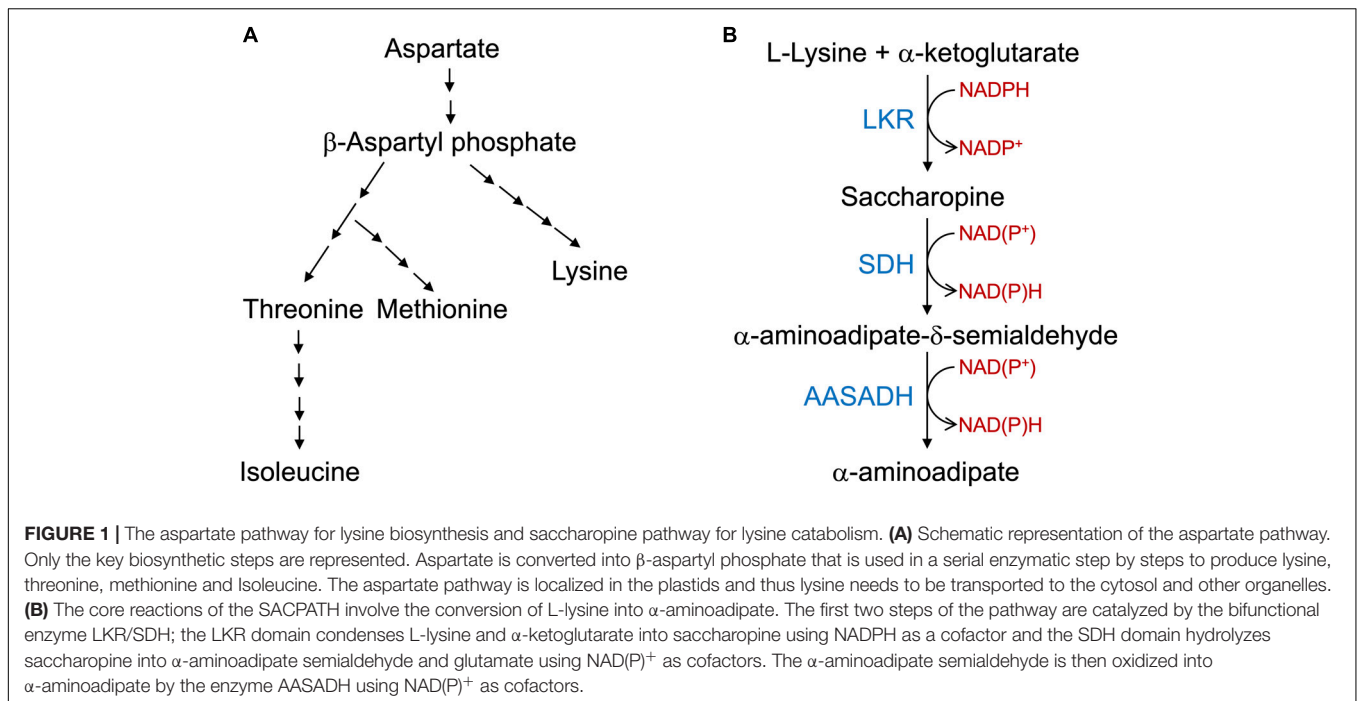 A
Aspartate
β-Aspartyl phosphate
Lysine
Threonine Methionine
Isoleucine
B
L-Lysine + α-ketoglutarate
NADPH
LKR
NADP⁺
Saccharopine
NAD(P⁺)
SDH
NAD(P)H
α-aminoadipate-δ-semialdehyde
NAD(P⁺)
AASADH
NAD(P)H
α-aminoadipate
FIGURE 1 | The aspartate pathway for lysine biosynthesis and saccharopine pathway for lysine catabolism. (A) Schematic representation of the aspartate pathway.
Only the key biosynthetic steps are represented. Aspartate is converted into β-aspartyl phosphate that is used in a serial enzymatic step by steps to produce lysine,
threonine, methionine and Isoleucine. The aspartate pathway is localized in the plastids and thus lysine needs to be transported to the cytosol and other organelles.
(B) The core reactions of the SACPATH involve the conversion of L-lysine into α-aminoadipate. The first two steps of the pathway are catalyzed by the bifunctional
enzyme LKR/SDH; the LKR domain condenses L-lysine and α-ketoglutarate into saccharopine using NADPH as a cofactor and the SDH domain hydrolyzes
saccharopine into α-aminoadipate semialdehyde and glutamate using NAD(P)⁺ as cofactors. The α-aminoadipate semialdehyde is then oxidized into
α-aminoadipate by the enzyme AASADH using NAD(P)⁺ as cofactors.